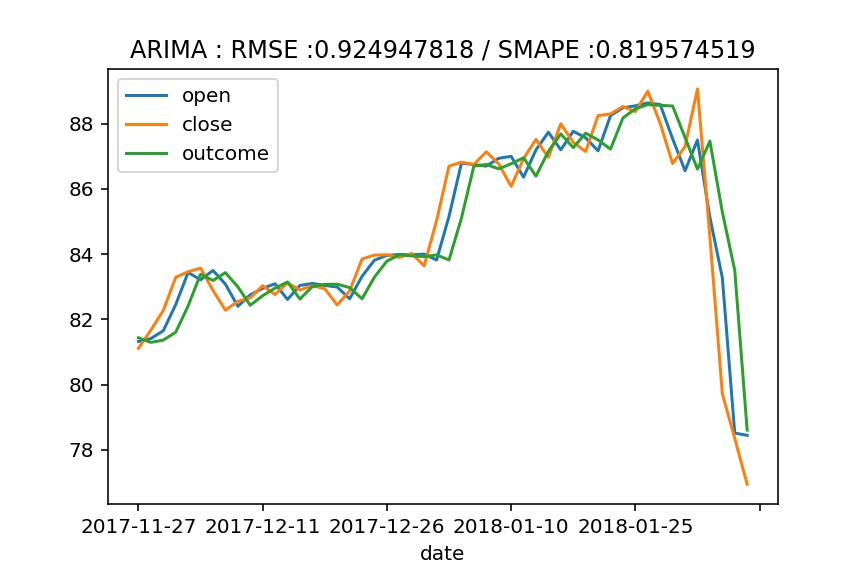 ARIMA : RMSE :0.924947818 / SMAPE :0.819574519
open
close
outcome
88
86
84
82
80
78
2017-11-27 2017-12-11 2017-12-26 2018-01-10 2018-01-25
date